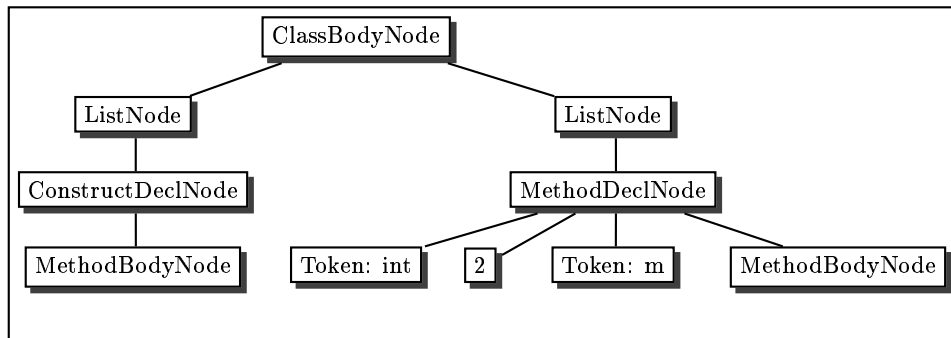 ClassBodyNode
ListNode
ListNode
ConstructDeclNode
MethodDeclNode
MethodBodyNode
Token: int
2
Token: m
MethodBodyNode